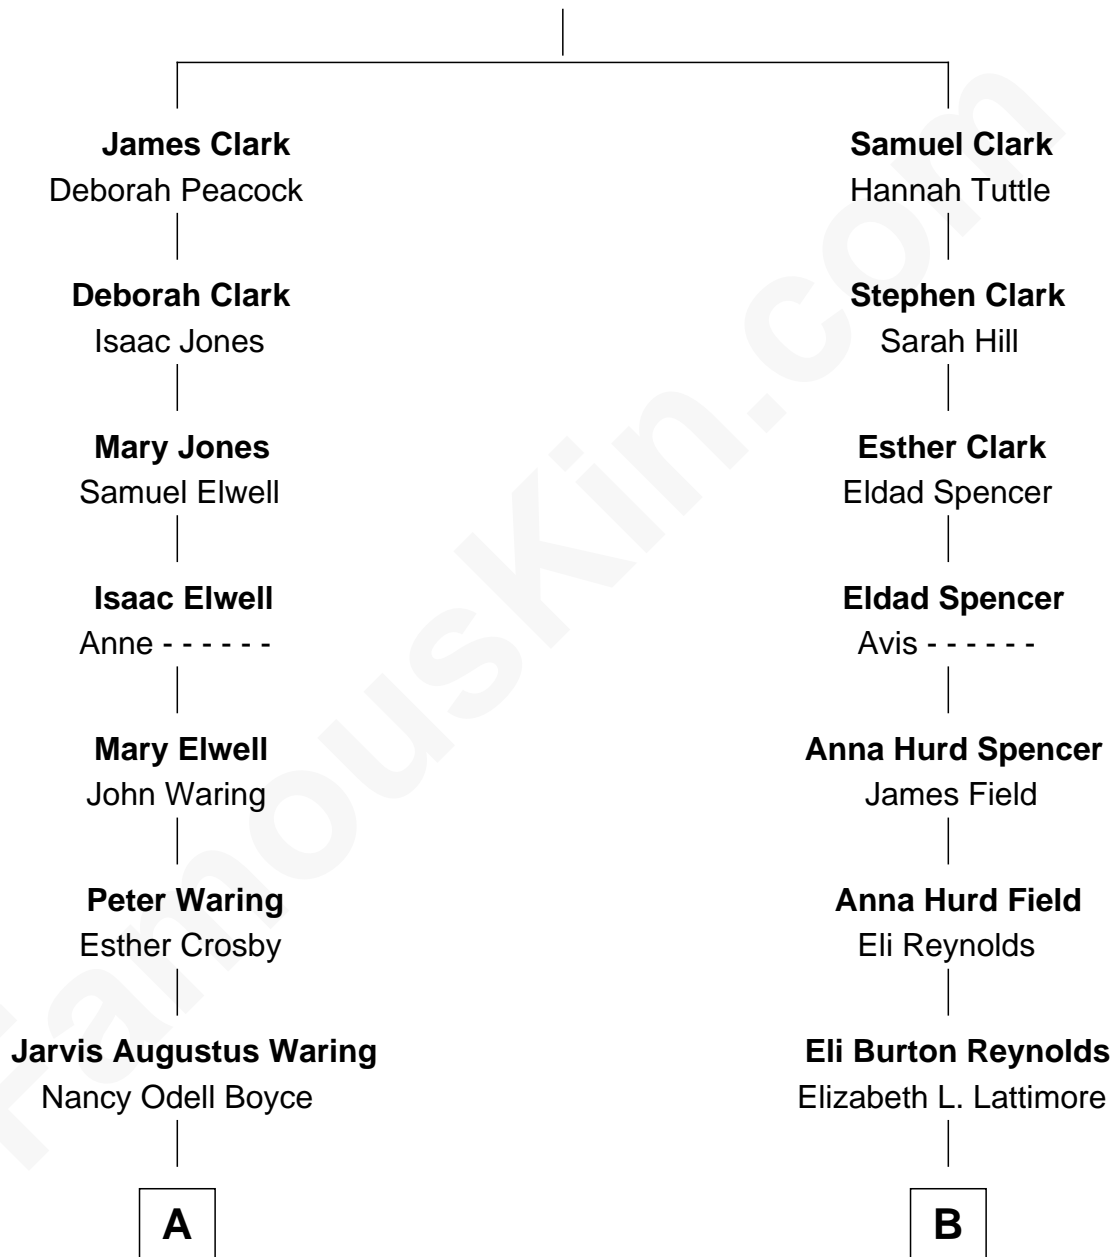 James Clark
Deborah Peacock
Samuel Clark
Hannah Tuttle
Deborah Clark
Isaac Jones
Stephen Clark
Sarah Hill
Mary Jones
Samuel Elwell
Esther Clark
Eldad Spencer
Isaac Elwell
Anne - - - - - -
Eldad Spencer
Avis - - - - - -
Mary Elwell
John Waring
Anna Hurd Spencer
James Field
Peter Waring
Esther Crosby
Anna Hurd Field
Eli Reynolds
Jarvis Augustus Waring
Nancy Odell Boyce
Eli Burton Reynolds
Elizabeth L. Lattimore
A
B
FamousKin.com